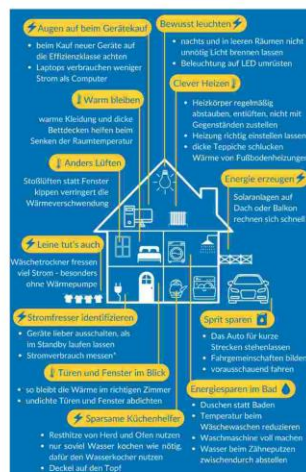 Augen auf beim Gerätekauf
• beim Kauf neuer Geräte auf
die Effizienzklasse achten
• Laptops verbrauchen weniger
Strom als Computer
Bewusst leuchten
• nachts und in leeren Räumen nicht
unnötig Licht brennen lassen
• Beleuchtung auf LED umrüsten
Warm bleiben
warme Kleidung und dicke
Bettdecken helfen beim
Senken der Raumtemperatur
Clever Heizen
• Heizkörper regelmäßig
abstauben, entlüften, nicht mit
Gegenständen zustellen
• Heizung richtig einstellen lassen
• dicke Teppiche schlucken
Wärme von Fußbodenheizungen
Anders Lüften
Stoßlüften statt Fenster
kippen verringert die
Wärmeverschwendung
Energie erzeugen
Solaranlagen auf
Dach oder Balkon
rechnen sich schnell
Leine tut's auch
Wäschetrockner fressen
viel Strom - besonders
ohne Wärmepumpe
Stromfresser identifizieren
• Geräte lieber ausschalten, als
im Standby laufen lassen
• Stromverbrauch messen*
Sprit sparen
• Das Auto für kurze
Strecken stehenlassen
• Fahrgemeinschaften bilden
• vorausschauend fahren
Türen und Fenster im Blick
• so bleibt die Wärme im richtigen Zimmer
• undichte Türen und Fenster abdichten
Energiesparen im Bad
• Duschen statt Baden
• Temperatur beim
Wäschewaschen reduzieren
• Waschmaschine voll machen
• Wasser beim Zähneputzen
zwischendurch abstellen
Sparsame Küchenhelfer
• Resthitze von Herd und Ofen nutzen
• nur soviel Wasser kochen wie nötig,
dafür den Wasserkocher nutzen
• Deckel auf den Topf